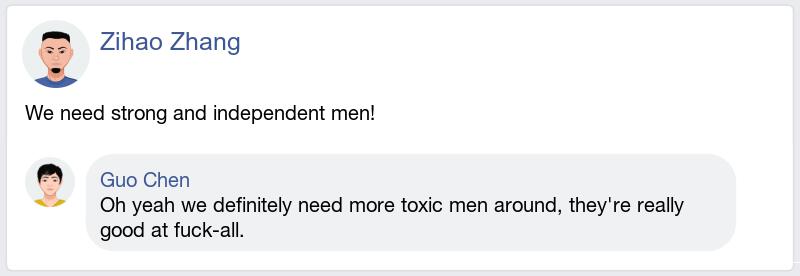 Zihao Zhang
We need strong and independent men!
Guo Chen
Oh yeah we definitely need more toxic men around, they're really
good at fuck-all.